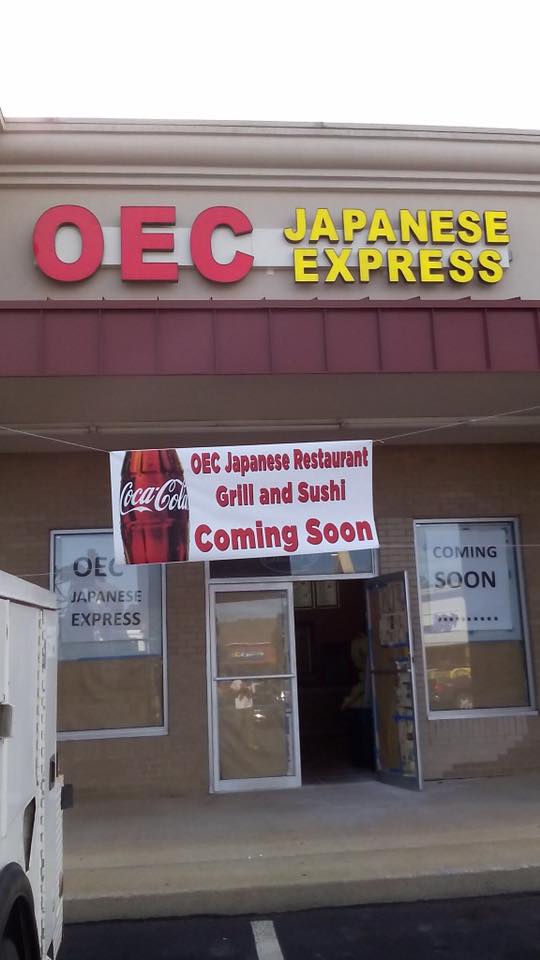 OEC
JAPANESE
EXPRESS
Coca-Cola
OEC Japanese Restaurant
Grill and Sushi
Coming Soon
OEC
JAPANESE
EXPRESS
COMING
SOON
..........